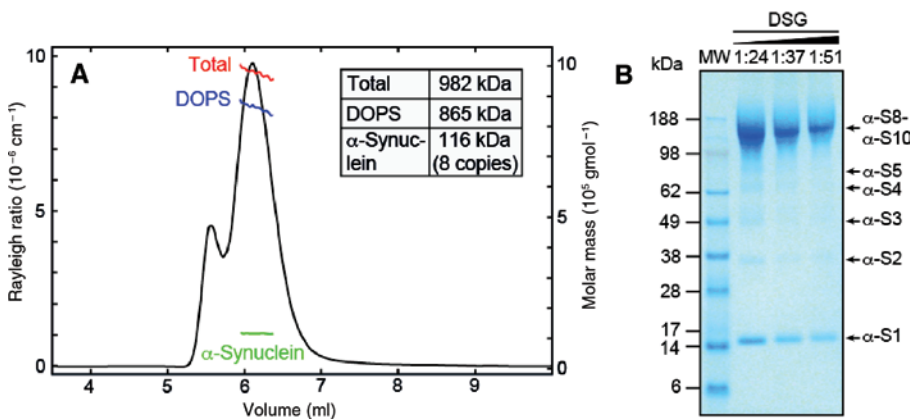 A
Total
DOPS
α-Synuclein
Total 982 kDa
DOPS 865 kDa
α-Synuc-
lein
116 kDa
(8 copies)
Rayleigh ratio (10⁻⁶ cm⁻¹)
10
5
0
10
5
0
Molar mass (10⁵ gmol⁻¹)
4 5 6 7 8 9
Volume (ml)
B
DSG
kDa MW 1:24 1:37 1:51
188
98
62
49
38
28
17
14
6
α-S8-
α-S10
α-S5
α-S4
α-S3
α-S2
α-S1